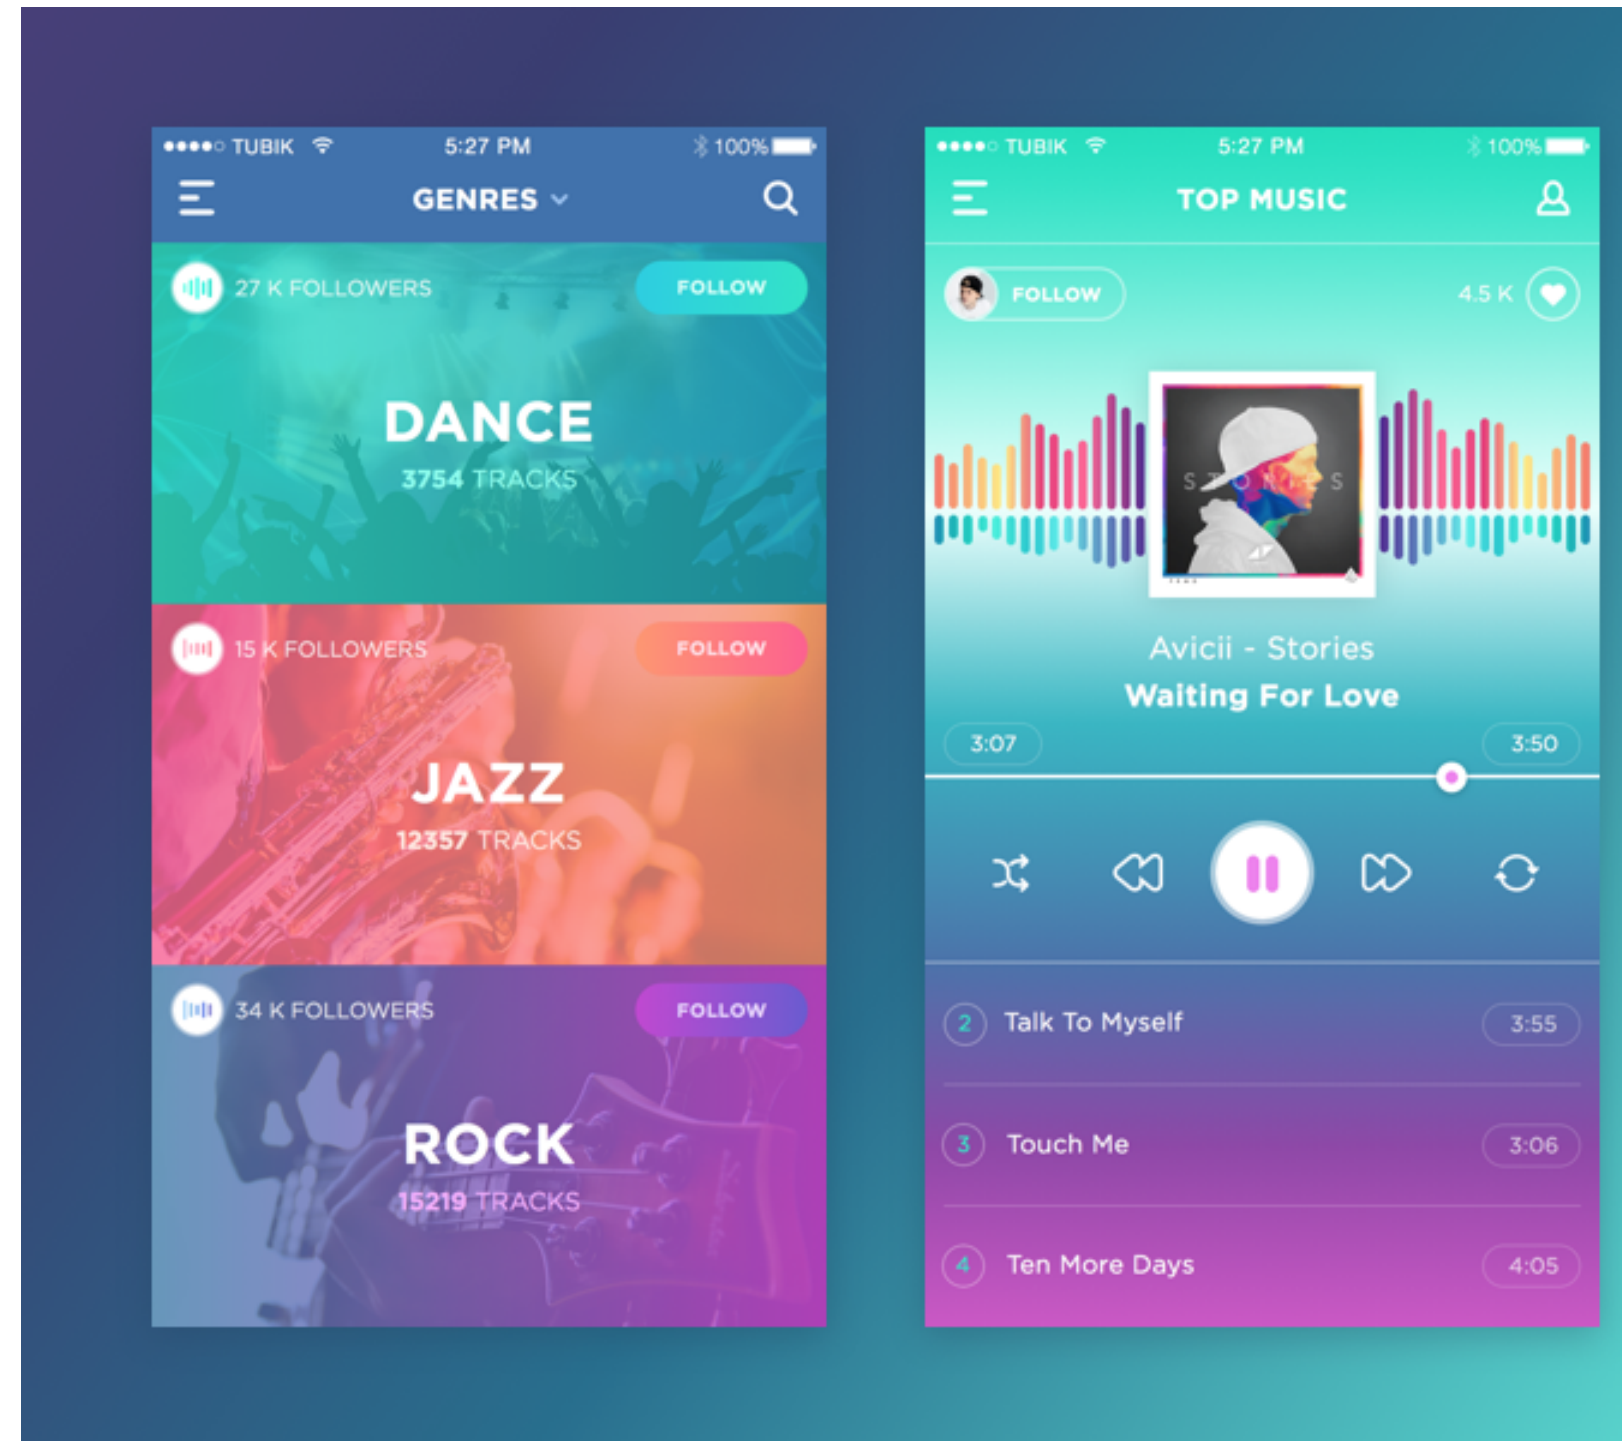 TUBIK 5:27 PM 100%
GENRES
27 K FOLLOWERS FOLLOW
DANCE
3754 TRACKS
15 K FOLLOWERS FOLLOW
JAZZ
12357 TRACKS
34 K FOLLOWERS FOLLOW
ROCK
15219 TRACKS
TUBIK 5:27 PM 100%
TOP MUSIC
FOLLOW 4.5 K
STORIES
Avicii - Stories
Waiting For Love
3:07 3:50
2 Talk To Myself 3:55
3 Touch Me 3:06
4 Ten More Days 4:05